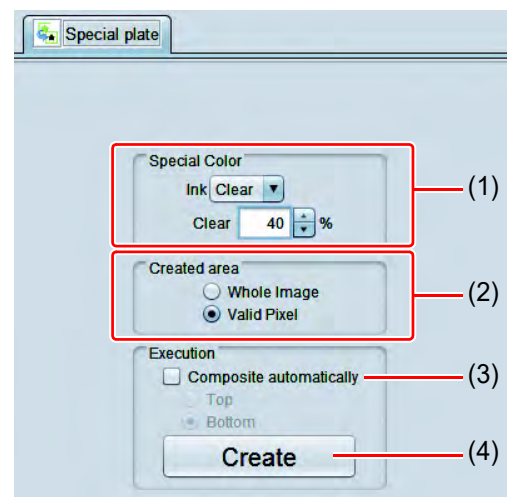 Special plate
Special Color
Ink Clear
(1)
Clear 40 %
Created area
Whole Image
(2)
Valid Pixel
Execution
Composite automatically
(3)
Top
Bottom
Create
(4)